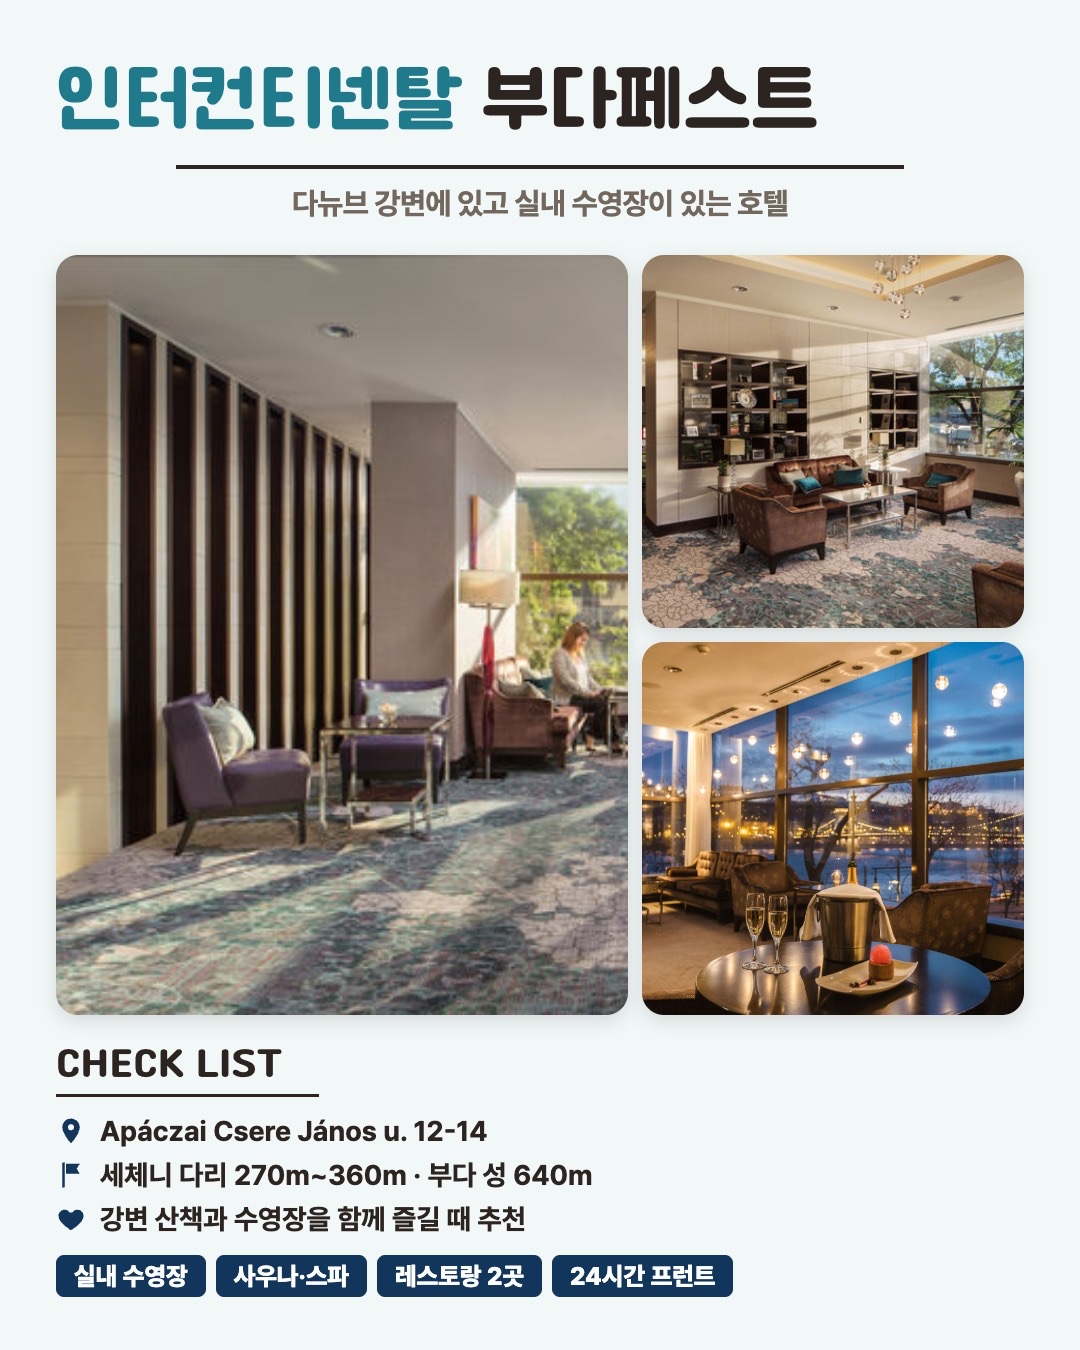 인터컨티넨탈 부다페스트
다뉴브 강변에 있고 실내 수영장이 있는 호텔
CHECK LIST
Apáczai Csere János u. 12-14
세체니 다리 270m~360m · 부다 성 640m
강변 산책과 수영장을 함께 즐길 때 추천
실내 수영장 사우나·스파 레스토랑 2곳 24시간 프런트